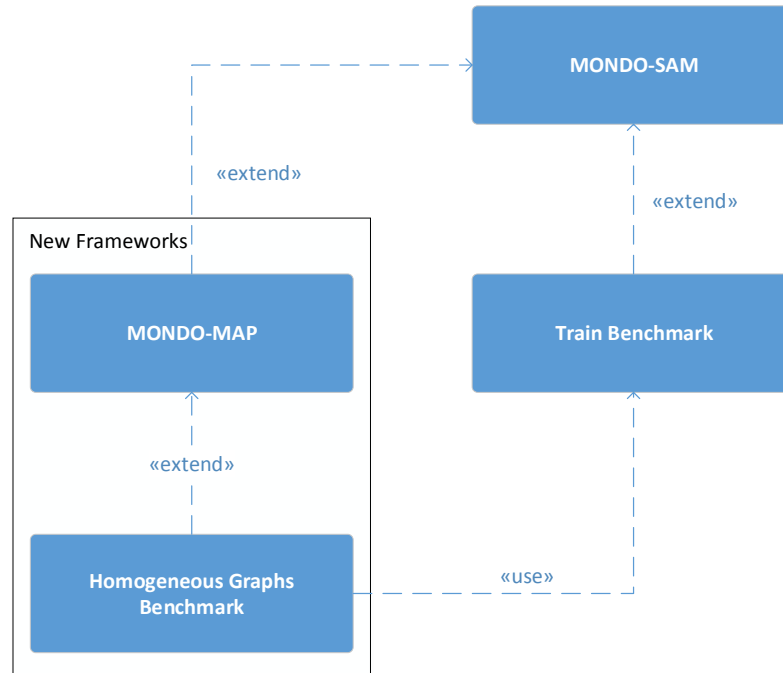 MONDO-SAM
«extend»
«extend»
New Frameworks
MONDO-MAP
Train Benchmark
«extend»
Homogeneous Graphs
Benchmark
«use»